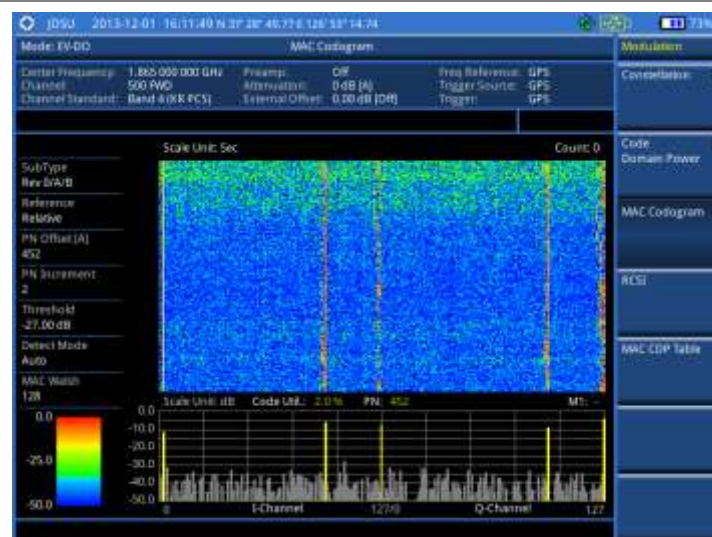 JDSU 2013-12-01 16:11:49 N 37° 28' 49.77 E 126° 53' 14.74 73%
Mode: EV-DO MAC Codogram Modulation
Center Frequency: 1.865 000 000 GHz Preamp: Off Freq Reference: GPS
Channel: 500 FWD Attenuation: 0 dB [A] Trigger Source: GPS
Channel Standard: Band 4 (KR PCS) External Offset: 0.00 dB [Off] Trigger: GPS
Constellation
Scale Unit: Sec Count: 0
Code
Domain Power
SubType
Rev 0/A/B
Reference
Relative
MAC Codogram
PN Offset [A]
452
PN Increment
2
RCSI
Threshold
-27.00 dB
Detect Mode
Auto
MAC CDP Table
MAC Walsh
128
Scale Unit: dB Code Util.: 2.0 % PN: 452 M1: -
0.0
-25.0
-50.0
0.0
-10.0
-20.0
-30.0
-40.0
-50.0
0 I-Channel 127/0 Q-Channel 127